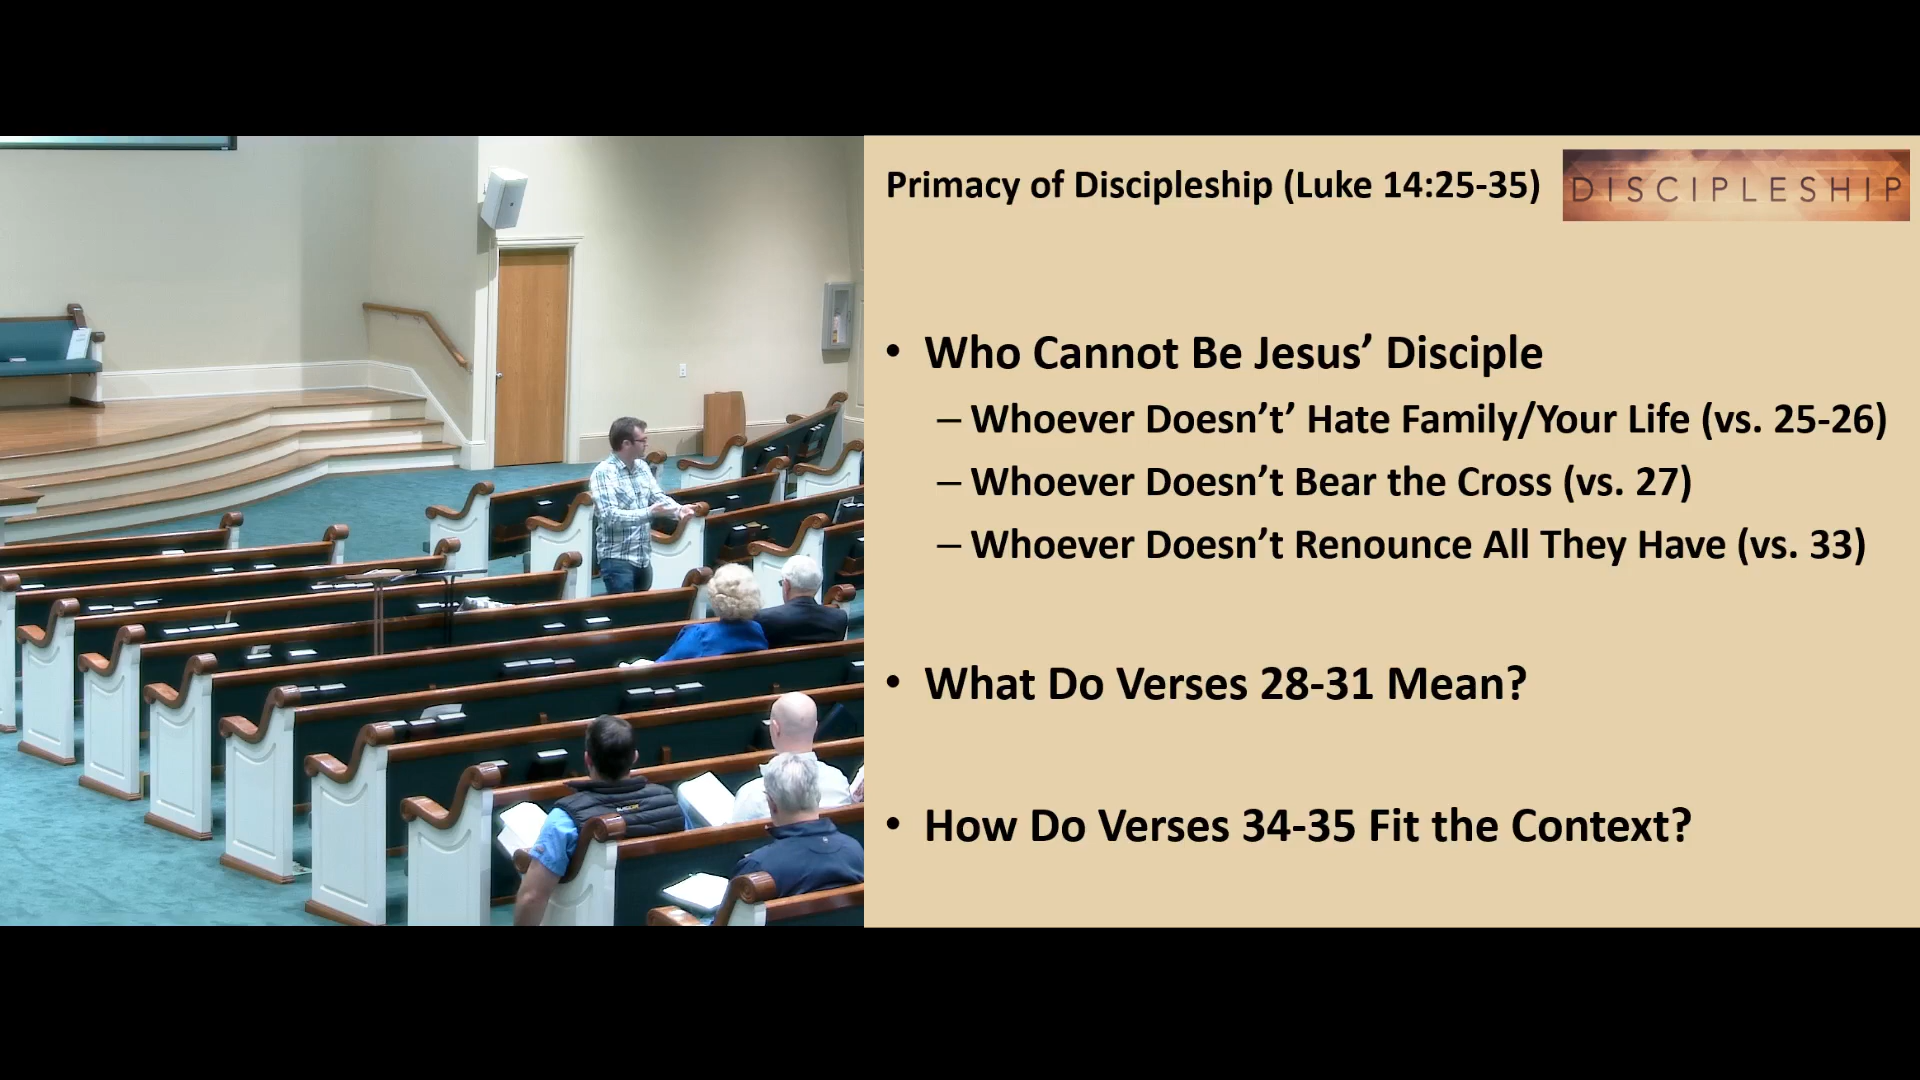 Primacy of Discipleship (Luke 14:25-35)
DISCIPLESHIP
• Who Cannot Be Jesus’ Disciple
– Whoever Doesn’t’ Hate Family/Your Life (vs. 25-26)
– Whoever Doesn’t Bear the Cross (vs. 27)
– Whoever Doesn’t Renounce All They Have (vs. 33)
• What Do Verses 28-31 Mean?
• How Do Verses 34-35 Fit the Context?